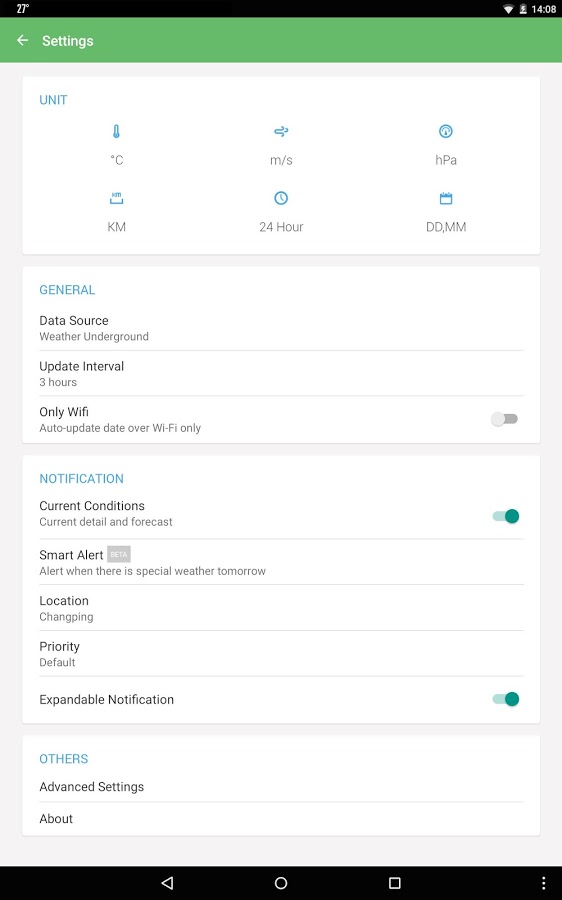 27°
14:08
Settings
UNIT
°C
m/s
hPa
KM
KM
24 Hour
DD,MM
GENERAL
Data Source
Weather Underground
Update Interval
3 hours
Only Wifi
Auto-update date over Wi-Fi only
NOTIFICATION
Current Conditions
Current detail and forecast
Smart Alert BETA
Alert when there is special weather tomorrow
Location
Changping
Priority
Default
Expandable Notification
OTHERS
Advanced Settings
About